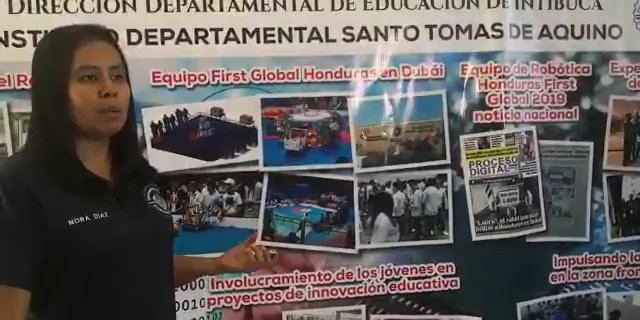 DIRECCIÓN DEPARTAMENTAL DE EDUCACIÓN DE INTIBUCÁ
DEPARTAMENTAL SANTO TOMAS DE AQUINO
Equipo First Global Honduras en Dubái
Equipo de Robótica
Honduras First
Global 2019
noticia nacional
PROCESO
DIGITAL
NORA DIAZ
Involucramiento de los jóvenes en
proyectos de innovación educativa
Impulsando la
en la zona